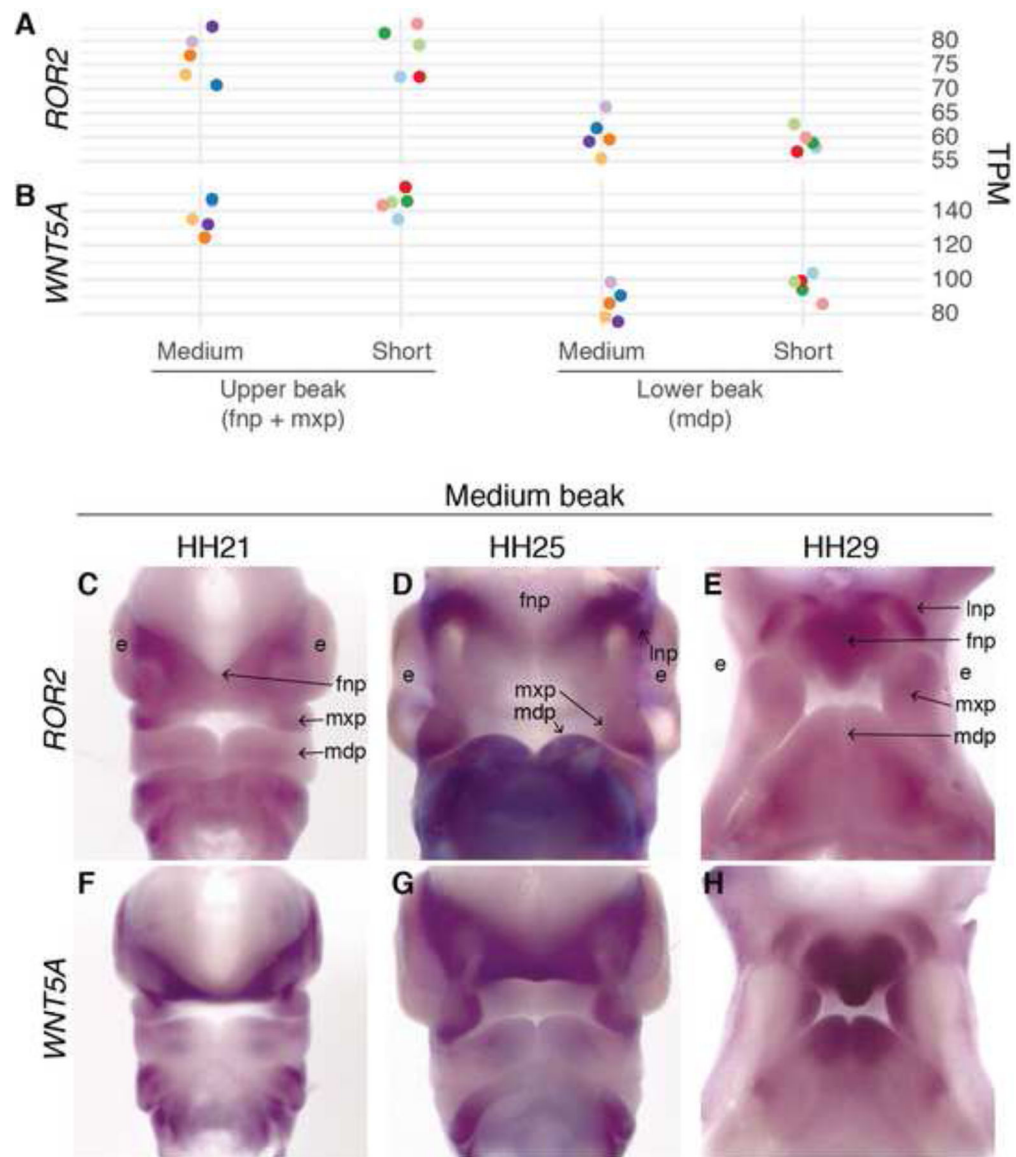 A
ROR2
80
75
70
65
60
55
TPM
B
WNT5A
140
120
100
80
Medium Short Medium Short
Upper beak Lower beak
(fnp + mxp) (mdp)
Medium beak
HH21 HH25 HH29
ROR2
C
e e
fnp
mxp
mdp
D
fnp
lnp
e e
mxp
mdp
E
lnp
fnp
e e
mxp
mdp
WNT5A
F G H